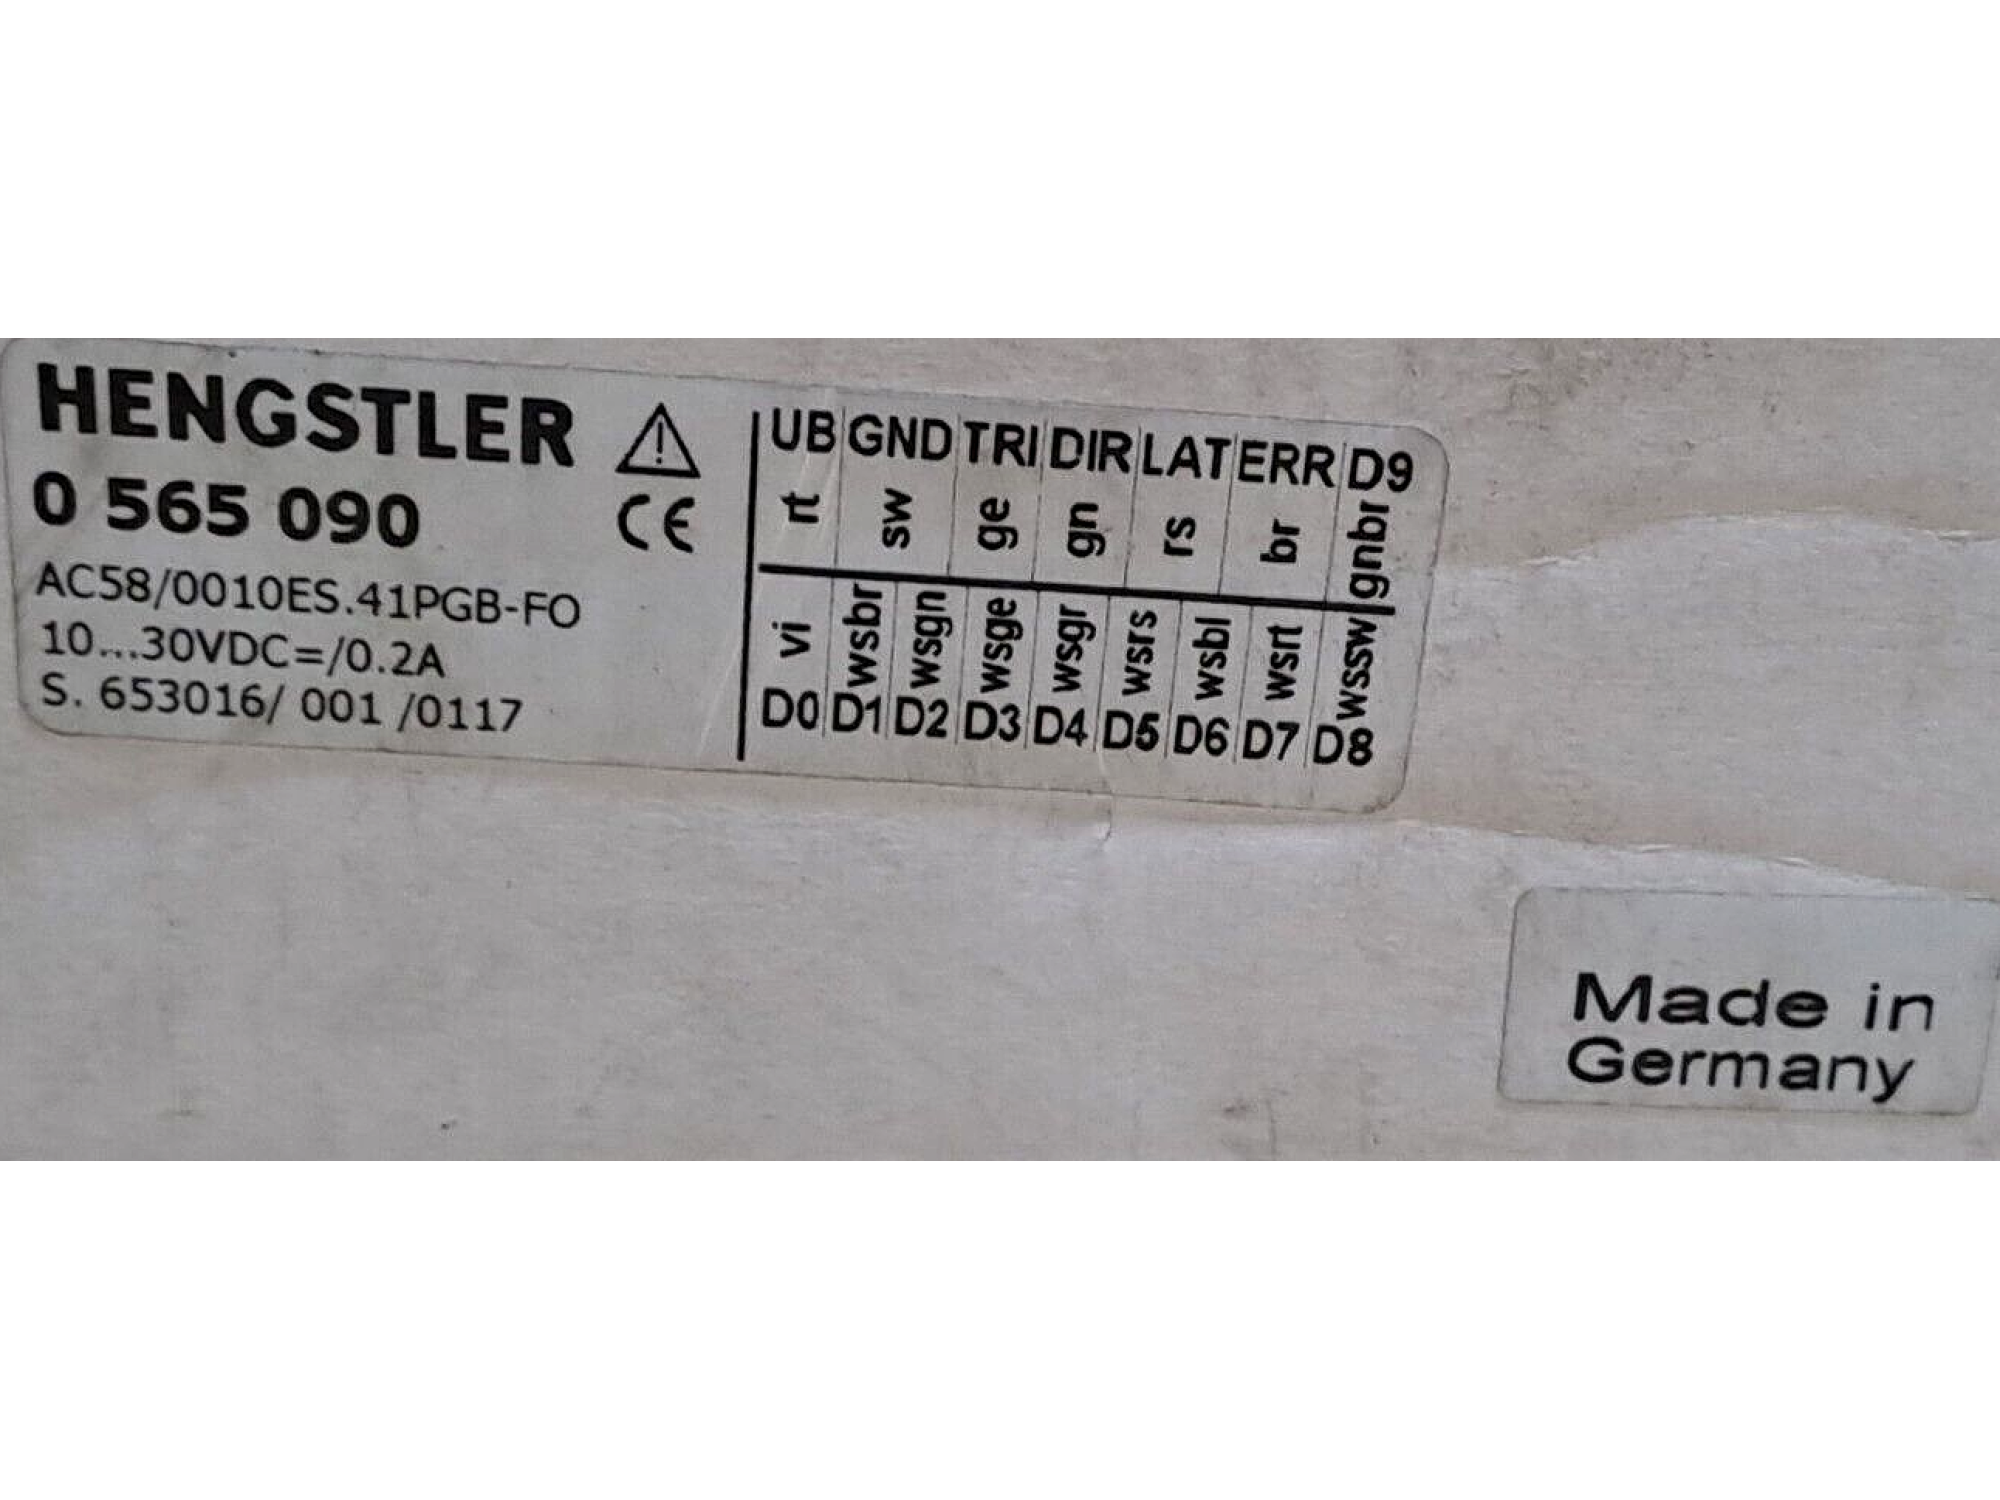 HENGSTLER
0 565 090
AC58/0010ES.41PGB-FO
10...30VDC=/0.2A
S. 653016/ 001 /0117
CE
UB GND TRI DIR LAT ERR D9
rt sw ge gn rs br gnbr
vi wsbr wsgn wsge wsgr wsrs wsbl wsrt wssw
D0 D1 D2 D3 D4 D5 D6 D7 D8
Made in
Germany